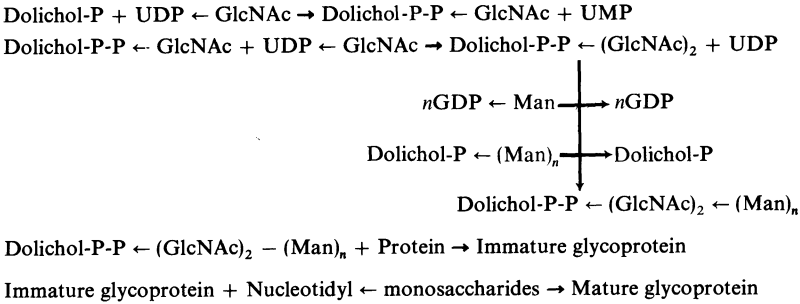 Dolichol-P + UDP ← GlcNAc → Dolichol-P-P ← GlcNAc + UMP
Dolichol-P-P ← GlcNAc + UDP ← GlcNAc → Dolichol-P-P ← (GlcNAc)₂ + UDP
nGDP ← Man → nGDP
Dolichol-P ← (Man)ₙ → Dolichol-P
Dolichol-P-P ← (GlcNAc)₂ ← (Man)ₙ
Dolichol-P-P ← (GlcNAc)₂ − (Man)ₙ + Protein → Immature glycoprotein
Immature glycoprotein + Nucleotidyl ← monosaccharides → Mature glycoprotein